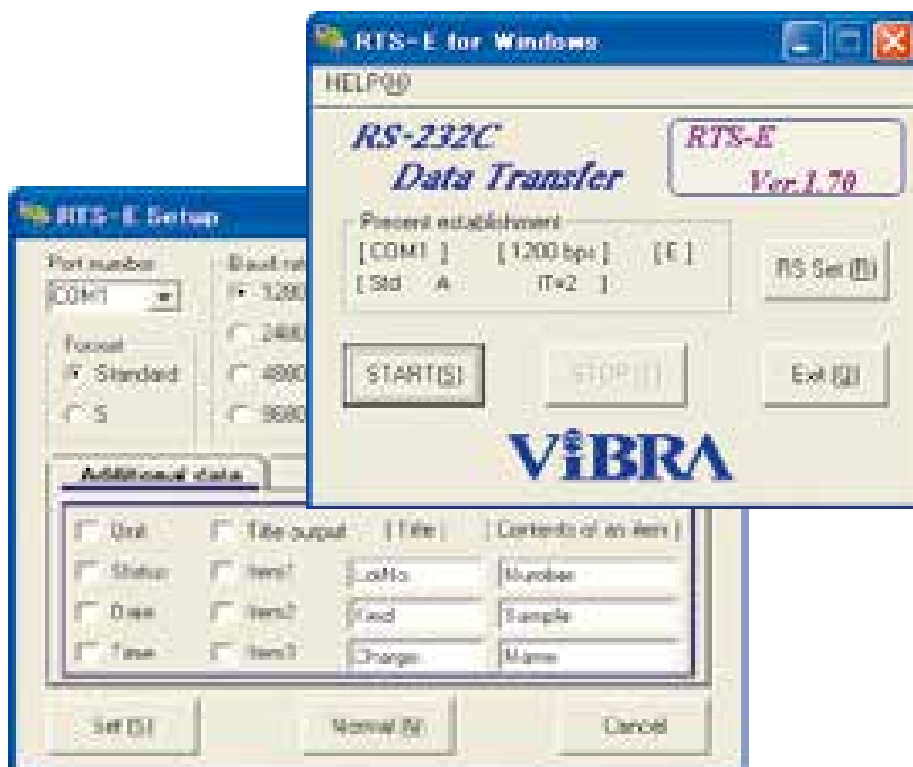 RTS-E for Windows
HELP(H)
RS-232C
Data Transfer
RTS-E
Ver.1.70
Present establishment
[COM1 ] [1200 bps] [E]
[Std A IT=2 ]
RS Set (R)
START(S)
STOP
Exit (Q)
ViBRA
RTS-E Setup
Port number
COM1
Baud rate
1200
2400
4800
9600
Format
Standard
S
Additional data
Unit
Title output [Title] [Contents of an item]
Status
Item1
LotNo.
Number
Date
Item2
Kind
Sample
Time
Item3
Charger
Name
Set (S)
Normal (N)
Cancel